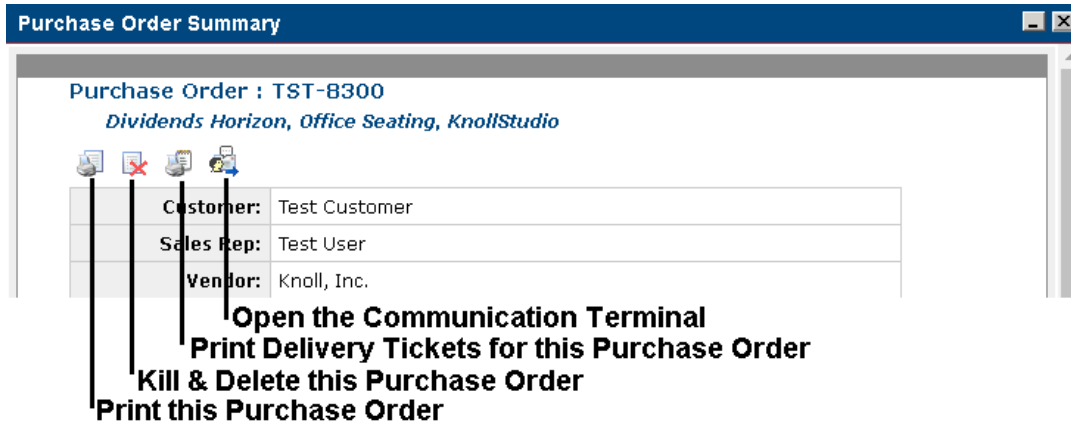 Purchase Order Summary
Purchase Order : TST-8300
Dividends Horizon, Office Seating, KnollStudio
Customer: Test Customer
Sales Rep: Test User
Vendor: Knoll, Inc.
Open the Communication Terminal
Print Delivery Tickets for this Purchase Order
Kill & Delete this Purchase Order
Print this Purchase Order